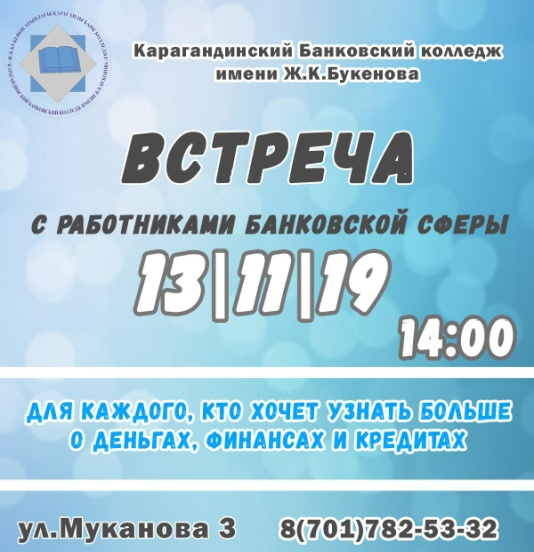 Карагандинский Банковский колледж
имени Ж.К.Букенова
ВСТРЕЧА
С РАБОТНИКАМИ БАНКОВСКОЙ СФЕРЫ
13|11|19
14:00
ДЛЯ КАЖДОГО, КТО ХОЧЕТ УЗНАТЬ БОЛЬШЕ
О ДЕНЬГАХ, ФИНАНСАХ И КРЕДИТАХ
ул.Муканова 3
8(701)782-53-32